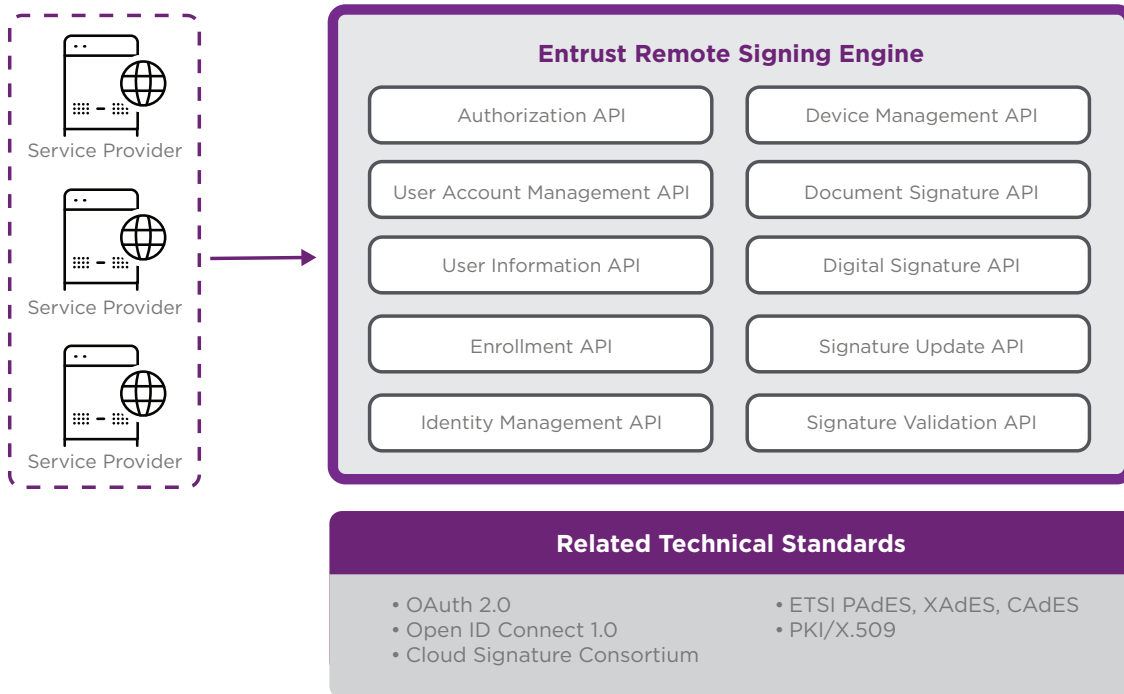 Service Provider
Service Provider
Service Provider
Entrust Remote Signing Engine
Authorization API
User Account Management API
User Information API
Enrollment API
Identity Management API
Device Management API
Document Signature API
Digital Signature API
Signature Update API
Signature Validation API
Related Technical Standards
• OAuth 2.0
• Open ID Connect 1.0
• Cloud Signature Consortium
• ETSI PAdES, XAdES, CAdES
• PKI/X.509